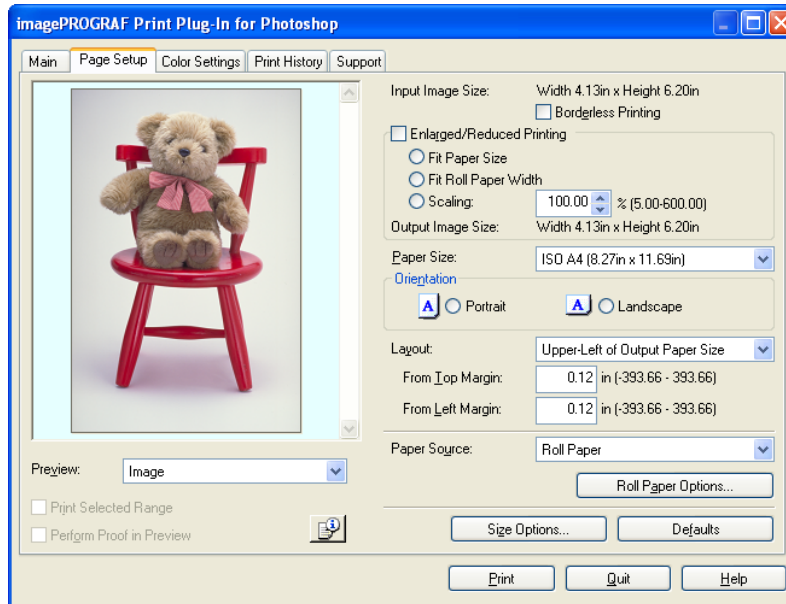 imagePROGRAF Print Plug-In for Photoshop
Main Page Setup Color Settings Print History Support
Input Image Size: Width 4.13in x Height 6.20in
Borderless Printing
Enlarged/Reduced Printing
Fit Paper Size
Fit Roll Paper Width
Scaling: 100.00 % (5.00-600.00)
Output Image Size: Width 4.13in x Height 6.20in
Paper Size: ISO A4 (8.27in x 11.69in)
Orientation
A Portrait A Landscape
Layout: Upper-Left of Output Paper Size
From Top Margin: 0.12 in (-393.66 - 393.66)
From Left Margin: 0.12 in (-393.66 - 393.66)
Paper Source: Roll Paper
Preview: Image
Roll Paper Options...
Print Selected Range
Perform Proof in Preview
Size Options... Defaults
Print Quit Help